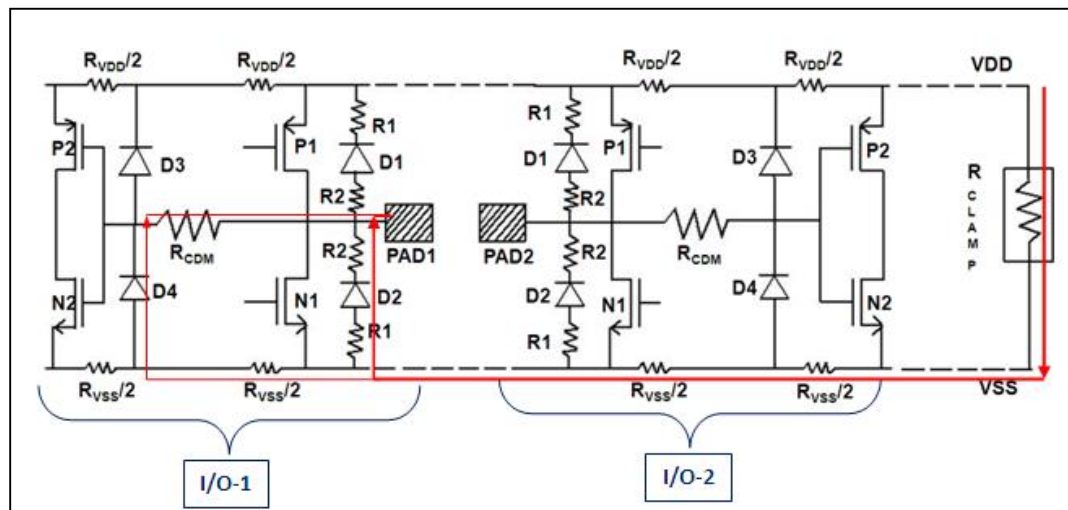 RVDD/2 RVDD/2 RVDD/2 RVDD/2 VDD
R1 R1
P2 D3 P1 D1 D1 P1 D3 P2
R2 R2
R
C
L
A
M
P
RCDM PAD1 PAD2 RCDM
R2 R2
N2 D4 N1 D2 D2 N1 D4 N2
R1 R1
RVSS/2 RVSS/2 RVSS/2 RVSS/2 VSS
I/O-1 I/O-2